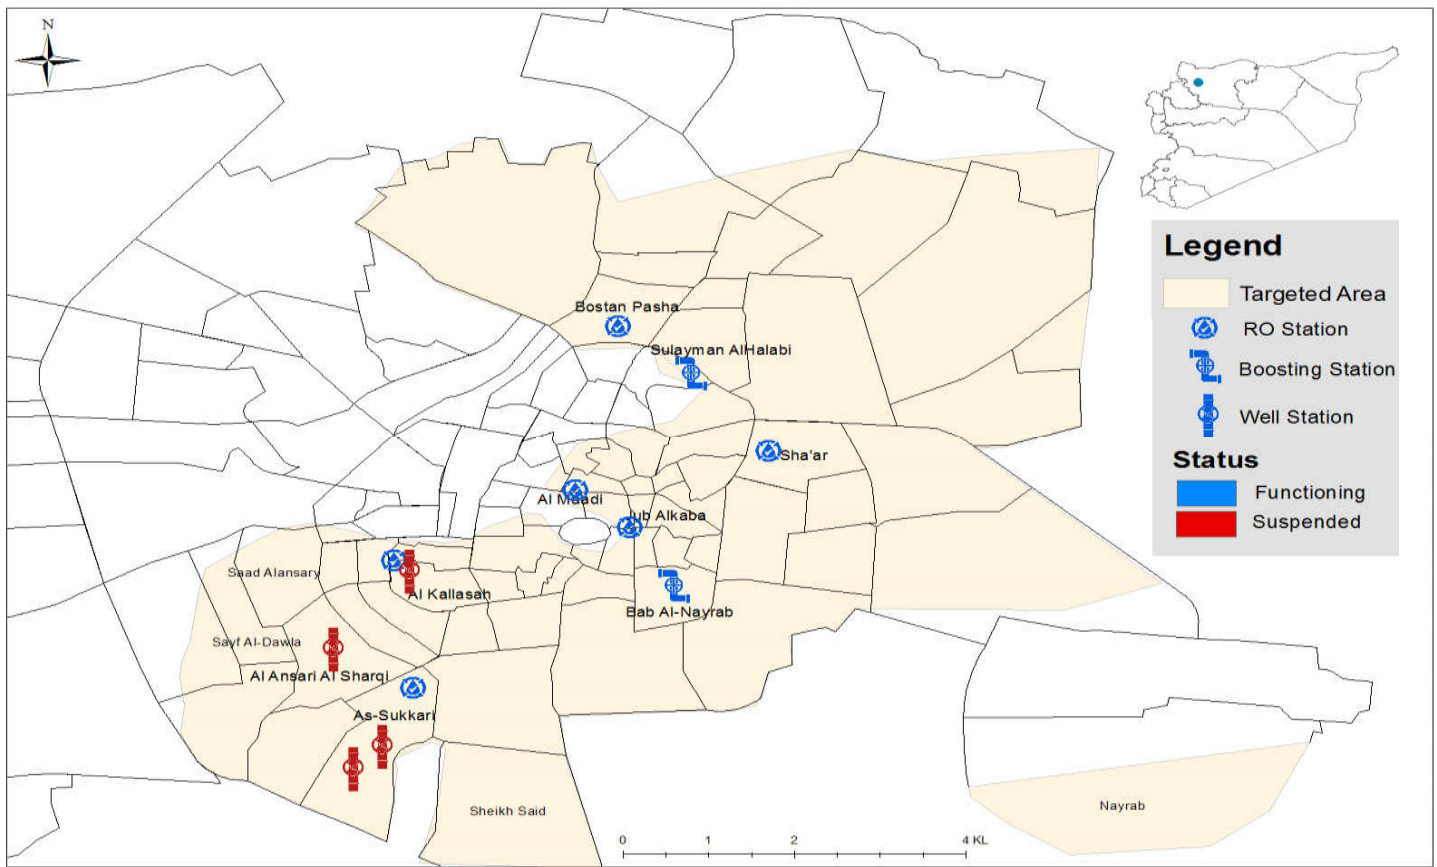 N
Bostan Pasha
Sulayman AlHalabi
Sha'ar
Al Maadi
Jub Alkaba
Saad Alansary
Al Kallasah
Bab Al-Nayrab
Sayf Al-Dawla
Al Ansari Al Sharqi
As-Sukkari
Sheikh Said
Nayrab
0 1 2 4 KL
Legend
Targeted Area
RO Station
Boosting Station
Well Station
Status
Functioning
Suspended